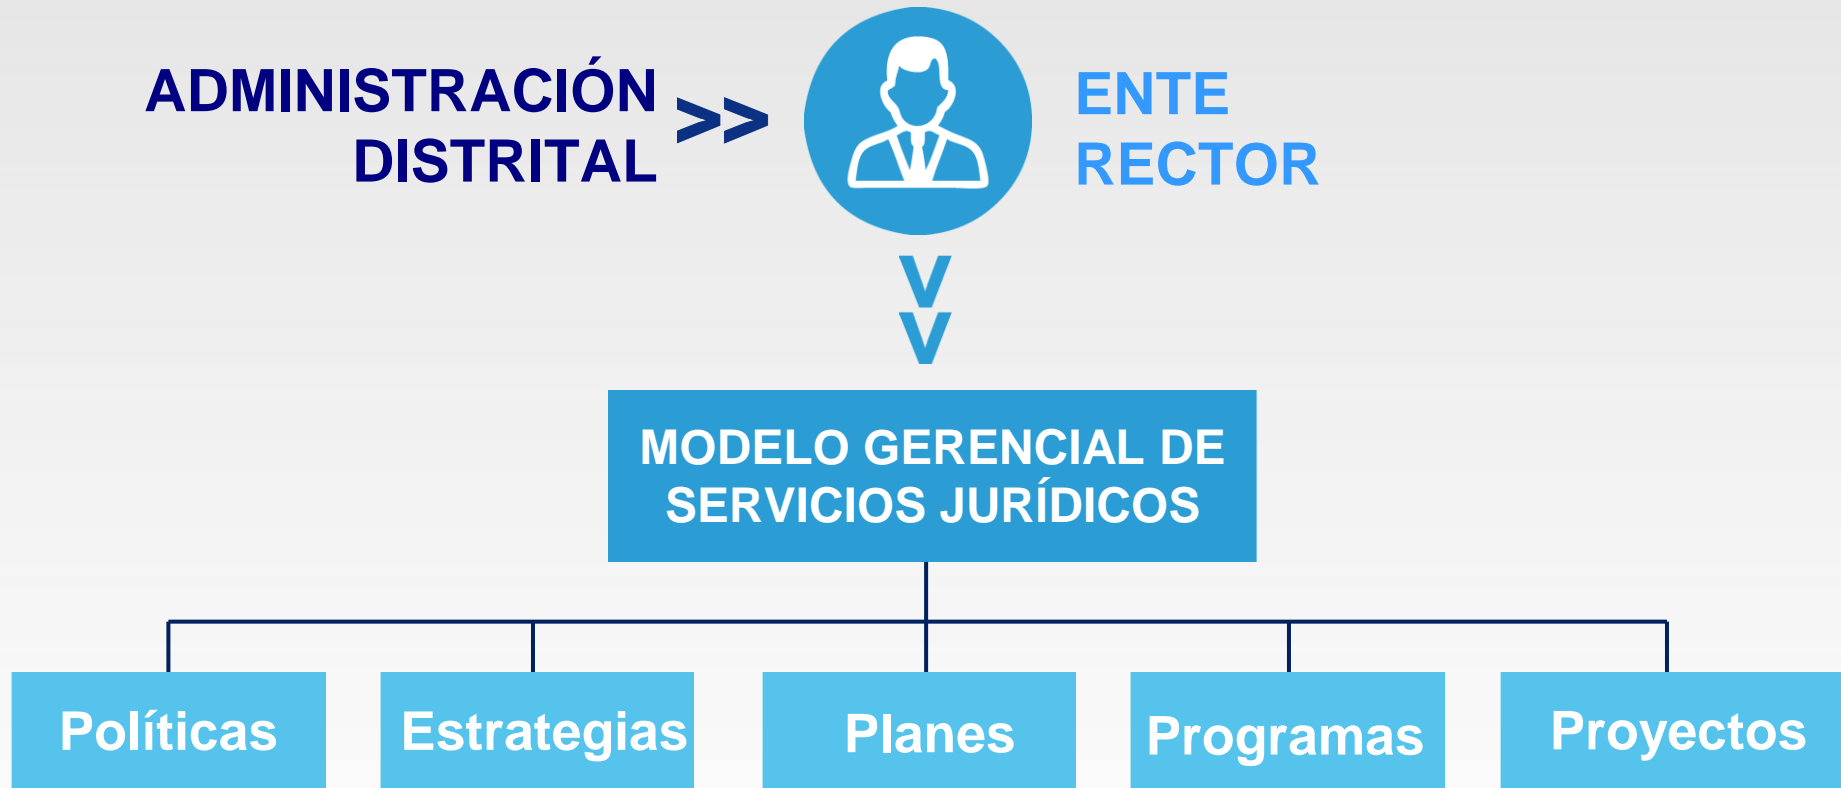 ADMINISTRACIÓN
DISTRITAL
>>
ENTE
RECTOR
MODELO GERENCIAL DE
SERVICIOS JURÍDICOS
Políticas
Estrategias
Planes
Programas
Proyectos